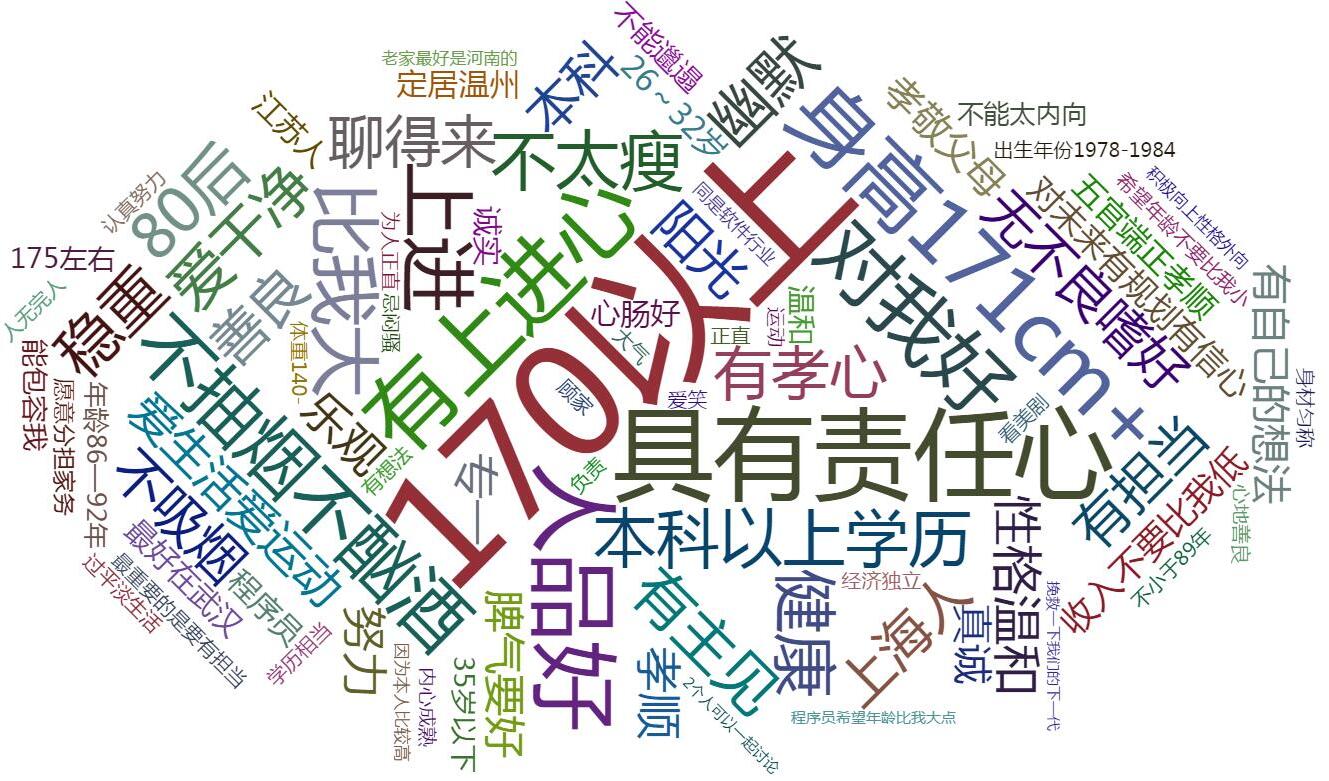 老家最好是河南的
定居温州
本科
不能邋遢
26～32岁
幽默
身高171cm+
孝敬父母
不能太内向
出生年份1978-1984
江苏人
聊得来
不太瘦
170以上
同是软件行业
阳光
对我好
无不良嗜好
对未来有规划有信心
五官端正孝顺
希望年龄不要比我小
积极向上性格外向
认真努力
80后
爱干净
比我大
上进
诚实
有上进心
为人正直
忌闷骚
175左右
人无完人
稳重
善良
体重140-
心肠好
大气
正直
运动
温和
有孝心
爱笑
顾家
看美剧
有自己的想法
身材匀称
能包容我
愿意分担家务
年龄86—92年
不抽烟不酗酒
乐观
有想法
专一
负责
具有责任心
有担当
收入不要比我低
心地善良
不小于89年
爱生活爱运动
不吸烟
最好在武汉
过平淡生活
最重要的是要有担当
程序员
学历相当
努力
因为本人比较高
内心成熟
35岁以下
脾气要好
人品好
本科以上学历
有主见
孝顺
2个人可以一起讨论
健康
经济独立
上海人
真诚
性格温和
挽救一下我们的下一代
程序员希望年龄比我大点